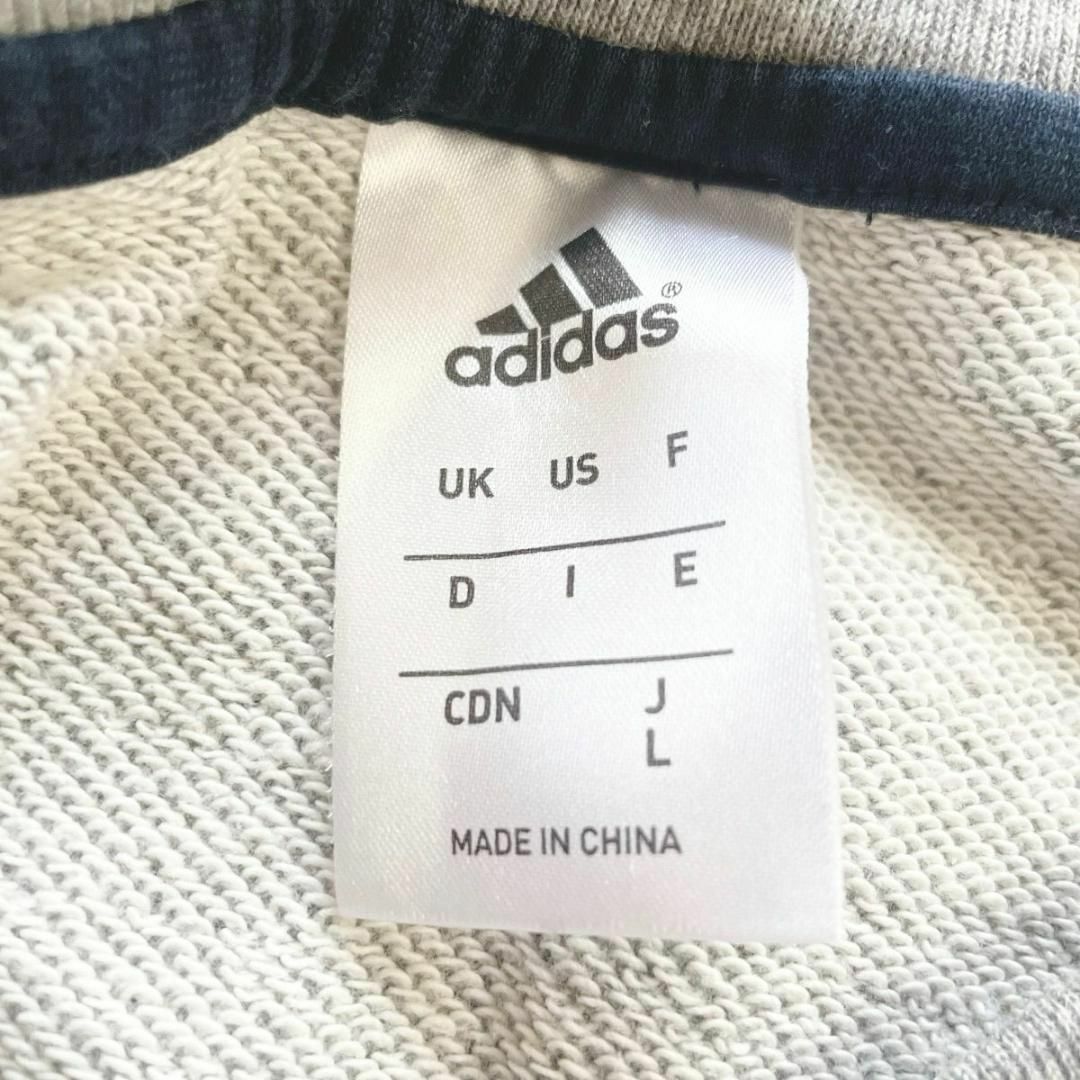 adidas®
UK US F
D I E
CDN J
L
MADE IN CHINA